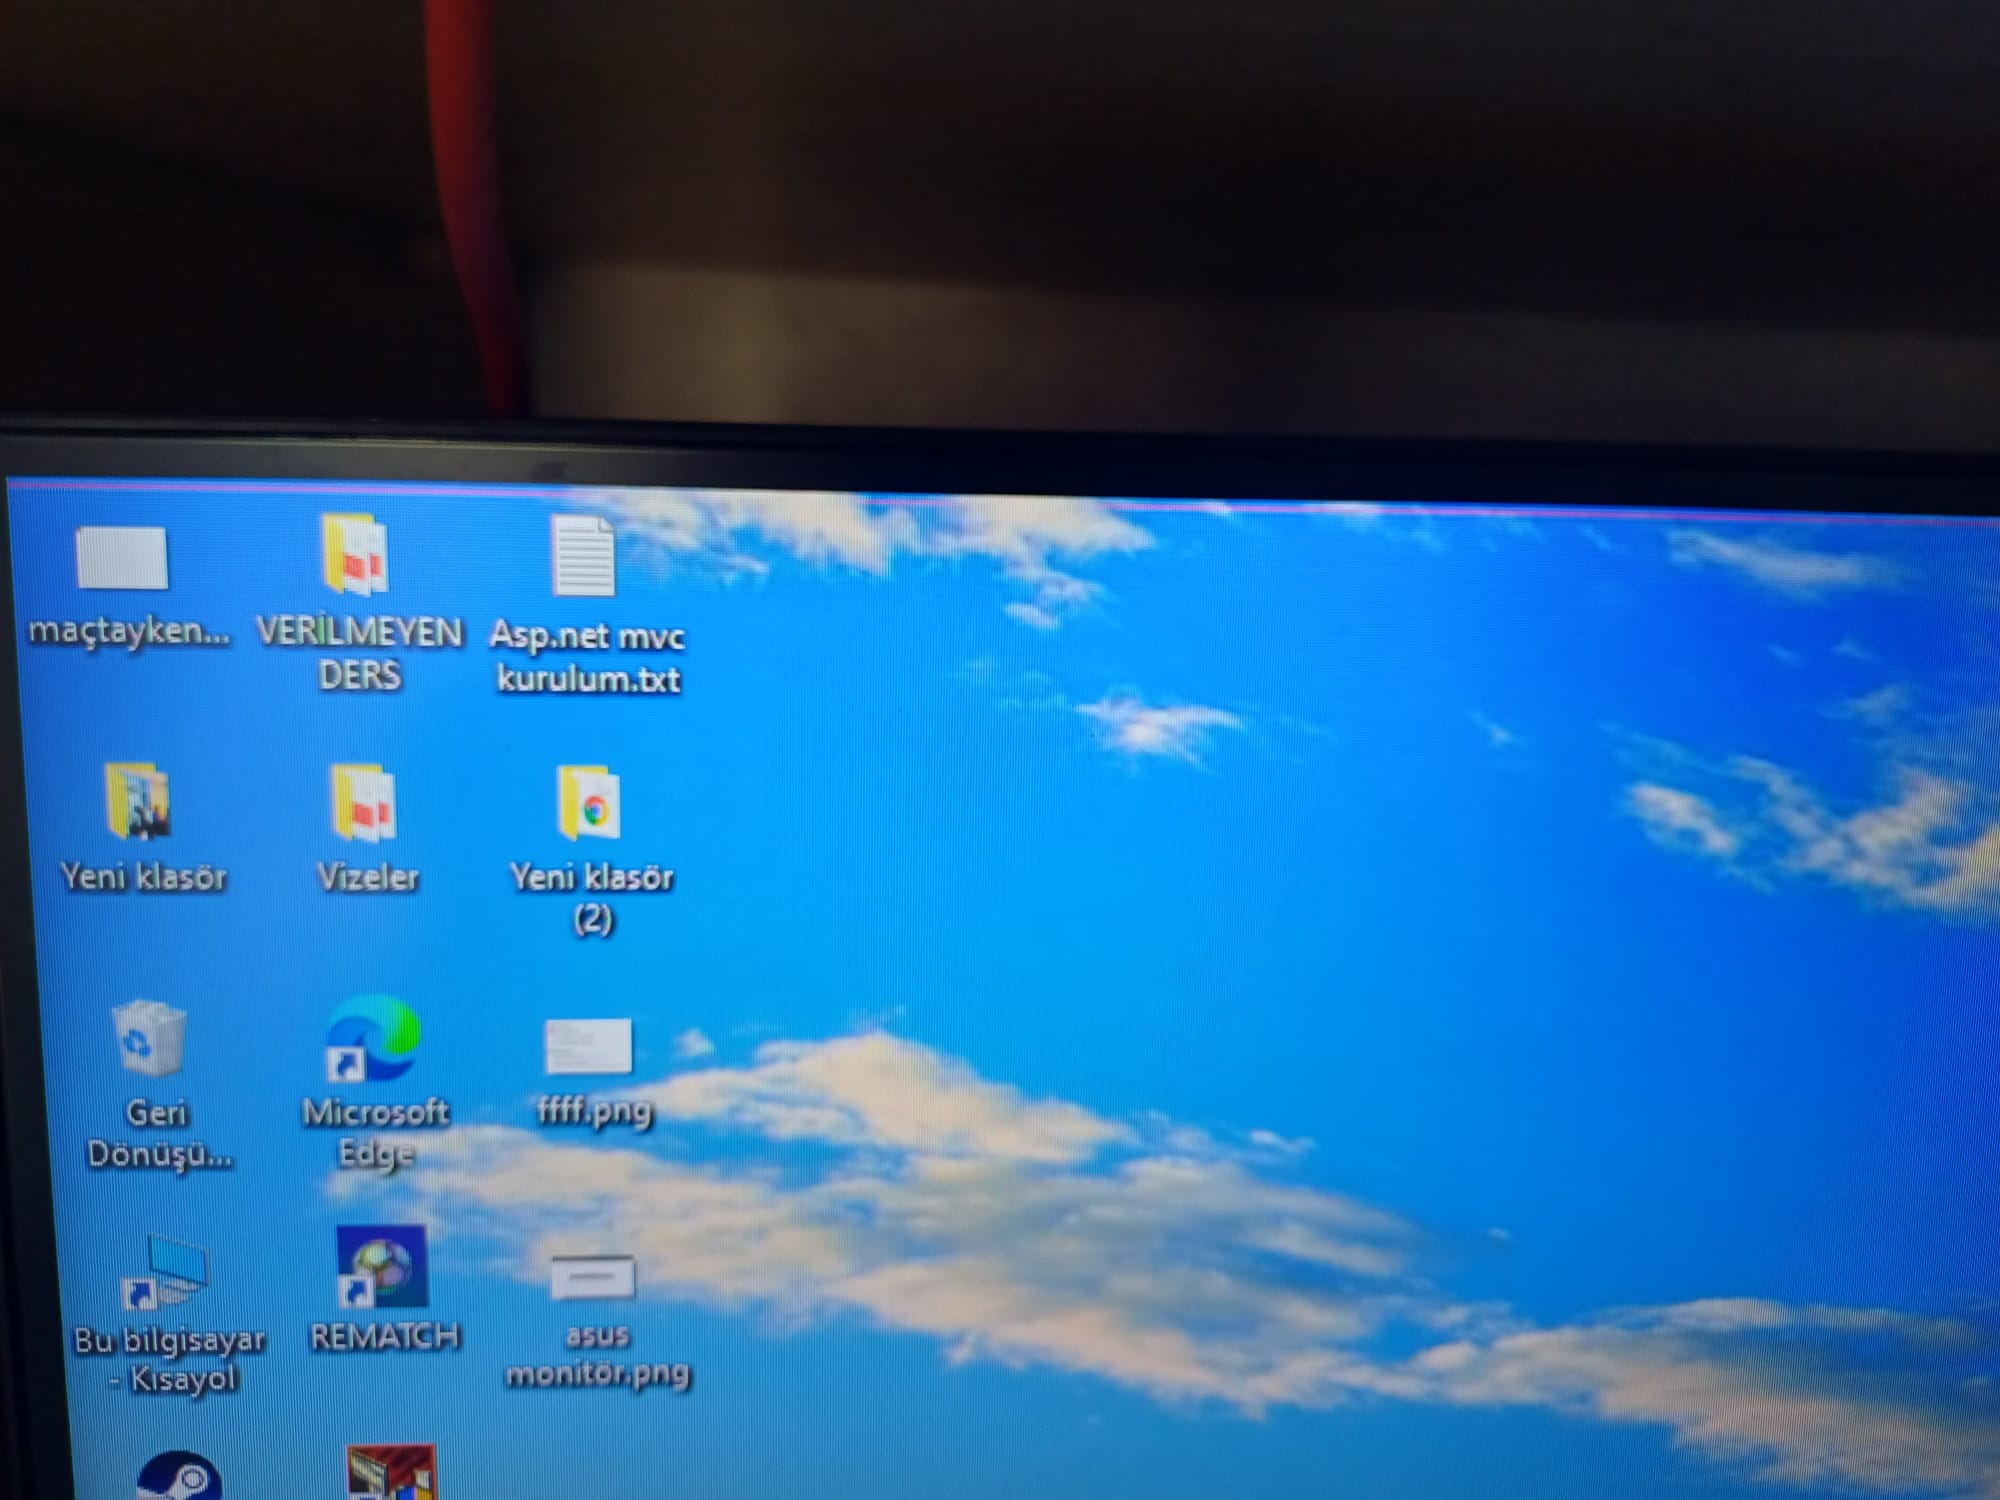 maçtayken...
VERİLMEYEN
DERS
Asp.net mvc
kurulum.txt
Yeni klasör
Vizeler
Yeni klasör
(2)
Geri
Dönüşü...
Microsoft
Edge
ffff.png
Bu bilgisayar
- Kısayol
REMATCH
asus
monitör.png